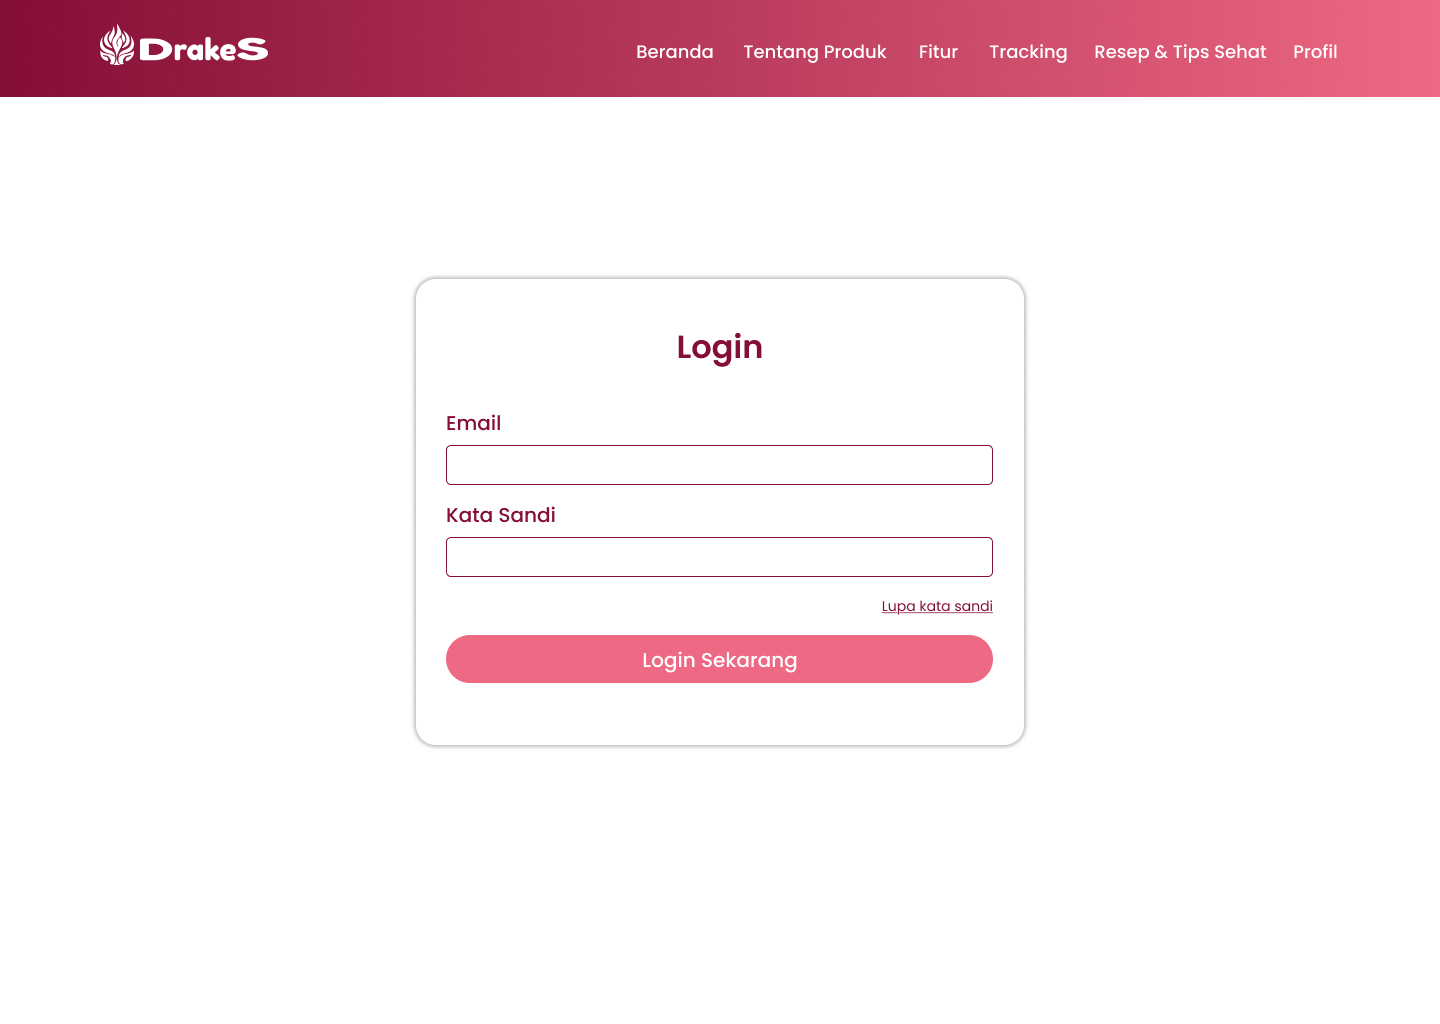 DrakeS
Beranda Tentang Produk Fitur Tracking Resep & Tips Sehat Profil
Login
Email
Kata Sandi
Lupa kata sandi
Login Sekarang